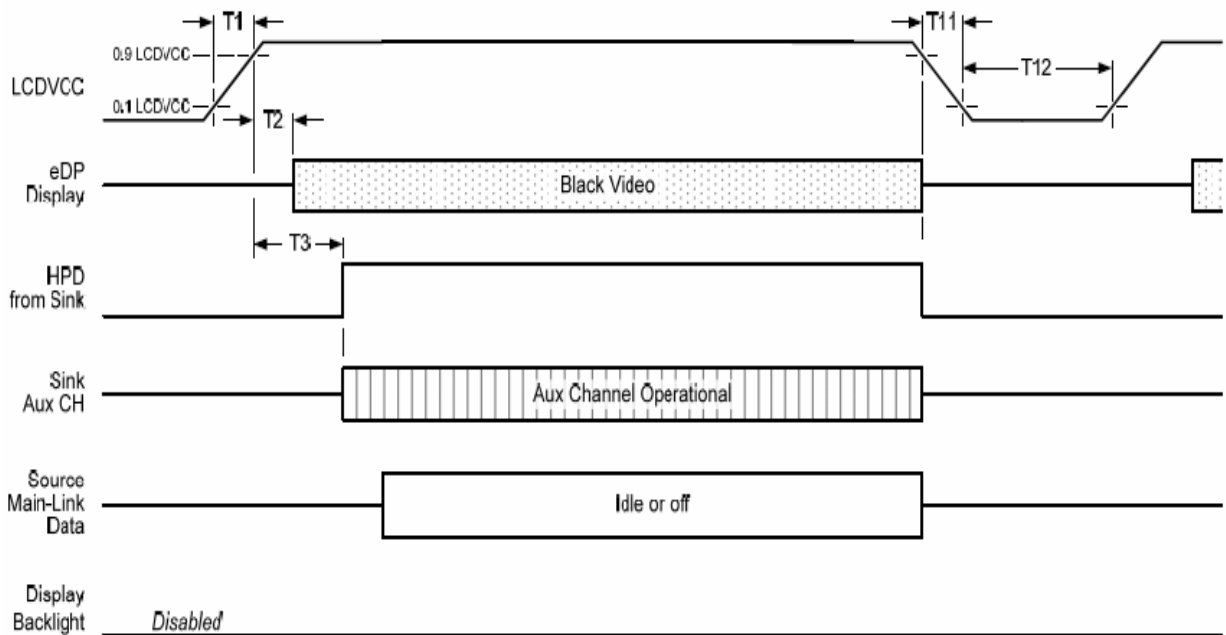 T1
T11
0.9 LCDVCC
LCDVCC
T12
0.1 LCDVCC
T2
eDP
Display
Black Video
T3
HPD
from Sink
Sink
Aux CH
Aux Channel Operational
Source
Main-Link
Data
Idle or off
Display
Backlight
Disabled